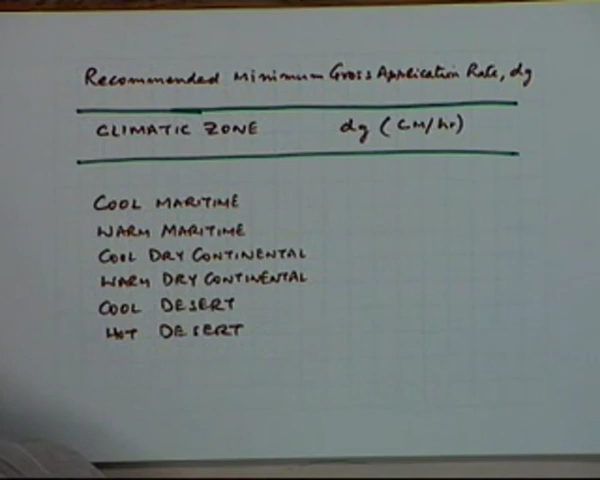 Recommended Minimum Gross Application Rate, dg
CLIMATIC ZONE dg (CM/hr)
COOL MARITIME
WARM MARITIME
COOL DRY CONTINENTAL
WARM DRY CONTINENTAL
COOL DESERT
HOT DESERT